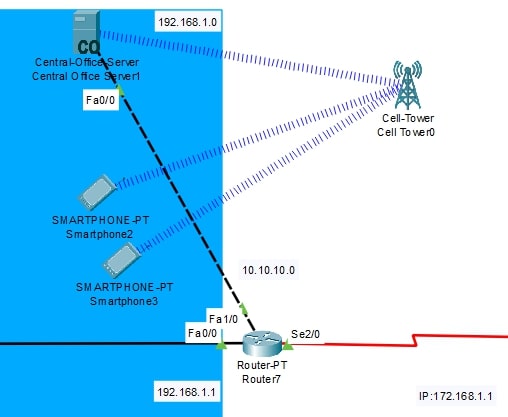 192.168.1.0
CO
Central-Office-Server
Central Office Server1
Fa0/0
Cell-Tower
Cell Tower0
SMARTPHONE-PT
Smartphone2
SMARTPHONE-PT
Smartphone3
10.10.10.0
Fa1/0
Fa0/0
Se2/0
Router-PT
Router7
192.168.1.1
IP:172.168.1.1